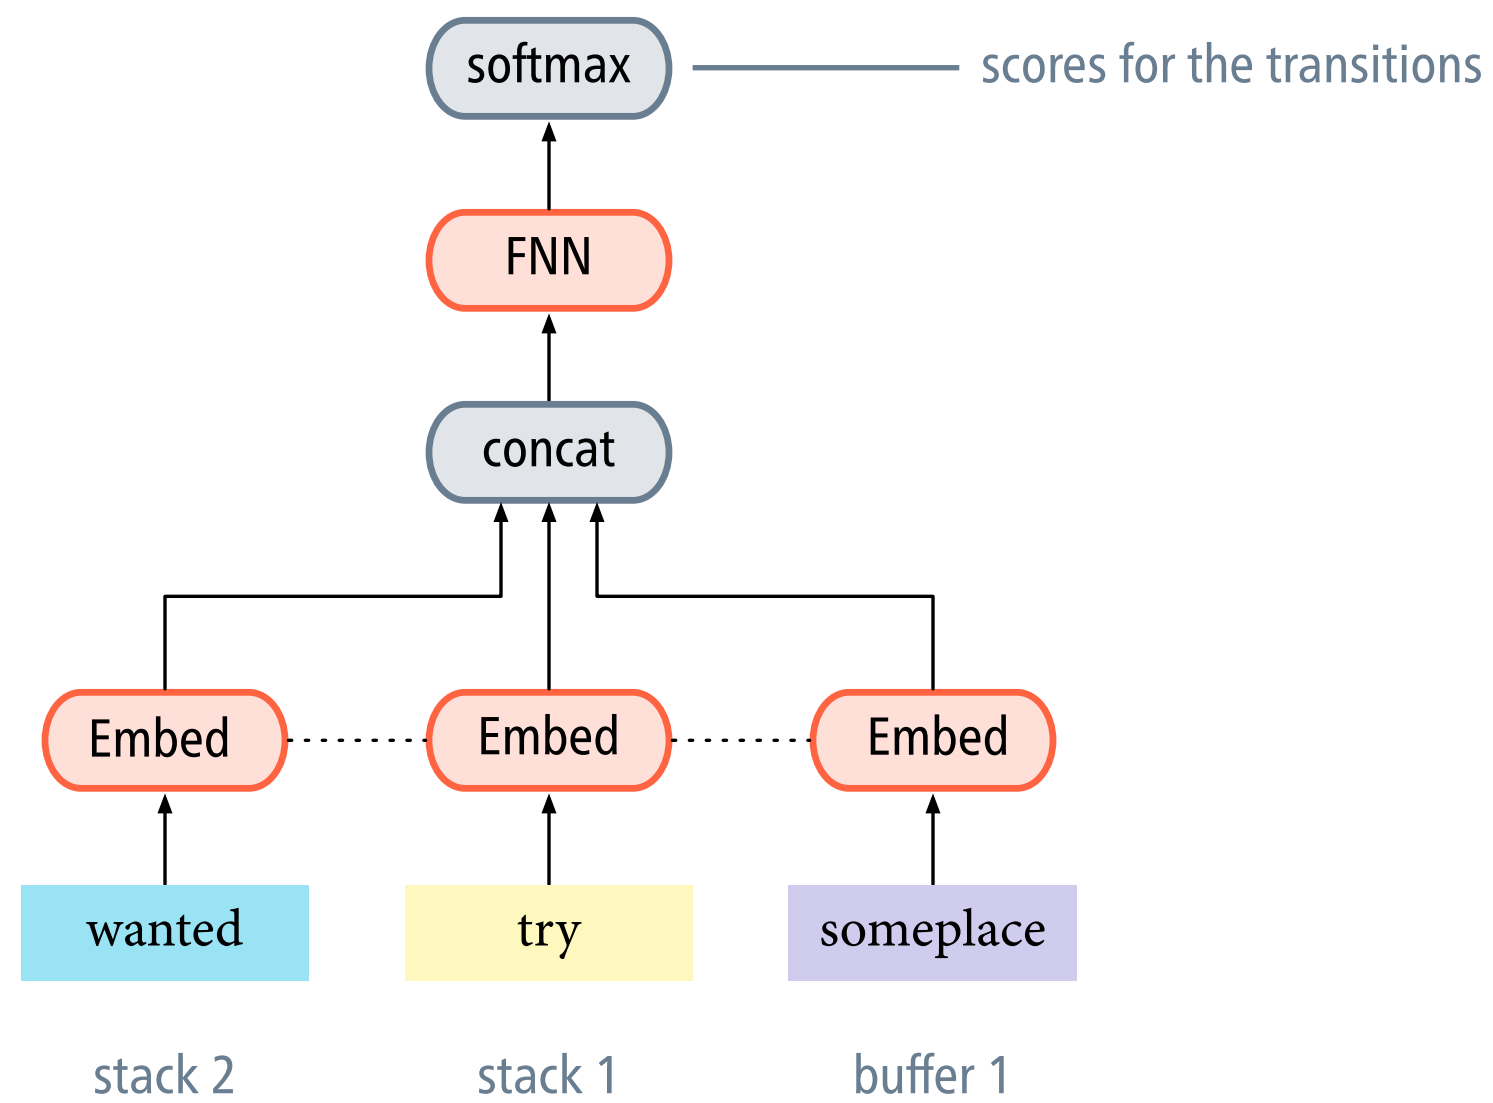 softmax
scores for the transitions
FNN
concat
Embed
Embed
Embed
wanted
try
someplace
stack 2
stack 1
buffer 1